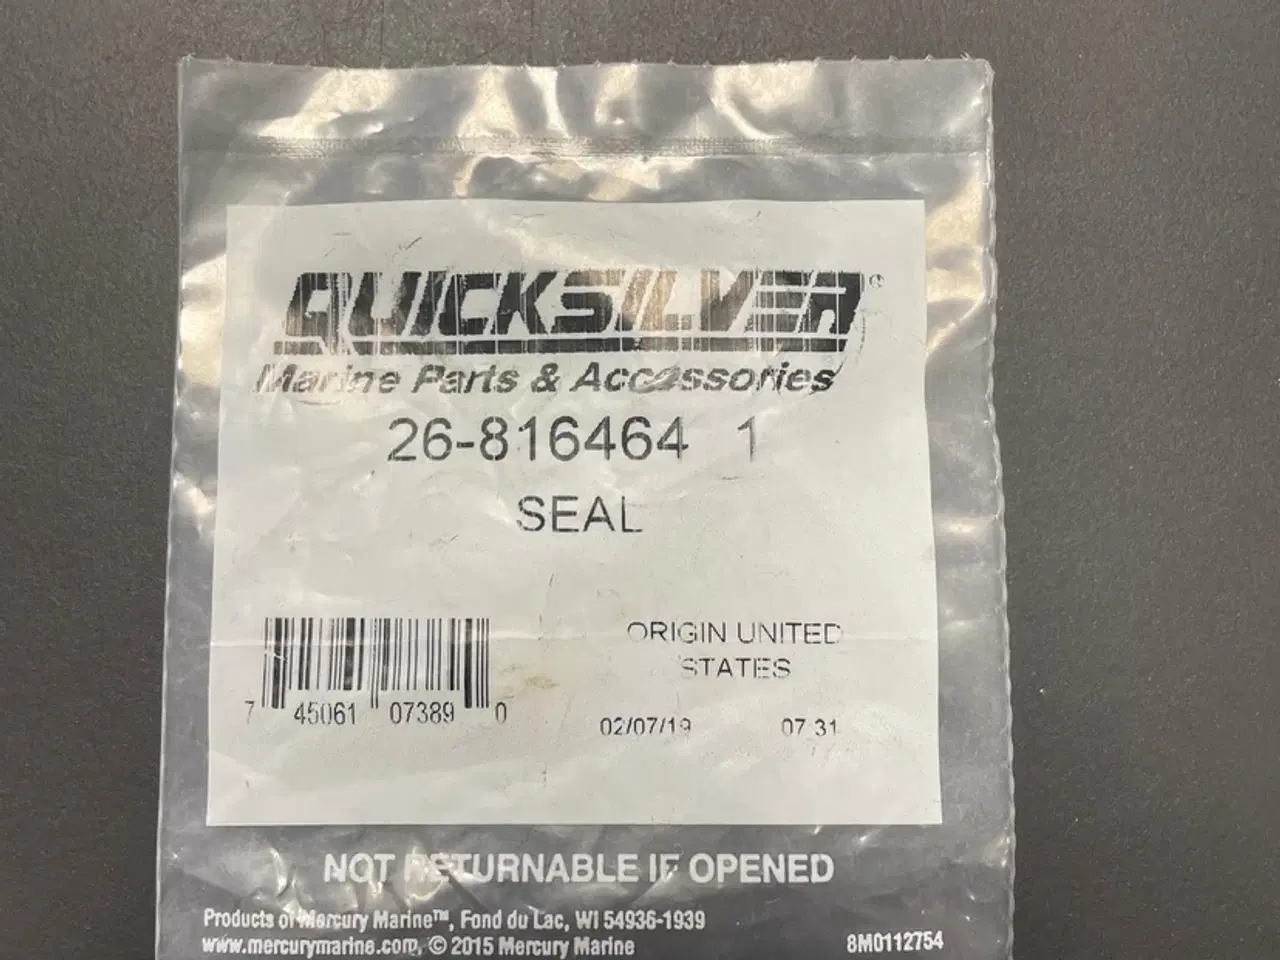 QUICKSILVER®
Marine Parts & Accessories
26-816464 1
SEAL
ORIGIN UNITED
STATES
7 45061 07389 0
02/07/19 07 31
NOT RETURNABLE IF OPENED
Products of Mercury Marine™, Fond du Lac, WI 54936-1939
www.mercurymarine.com, © 2015 Mercury Marine 8M0112754